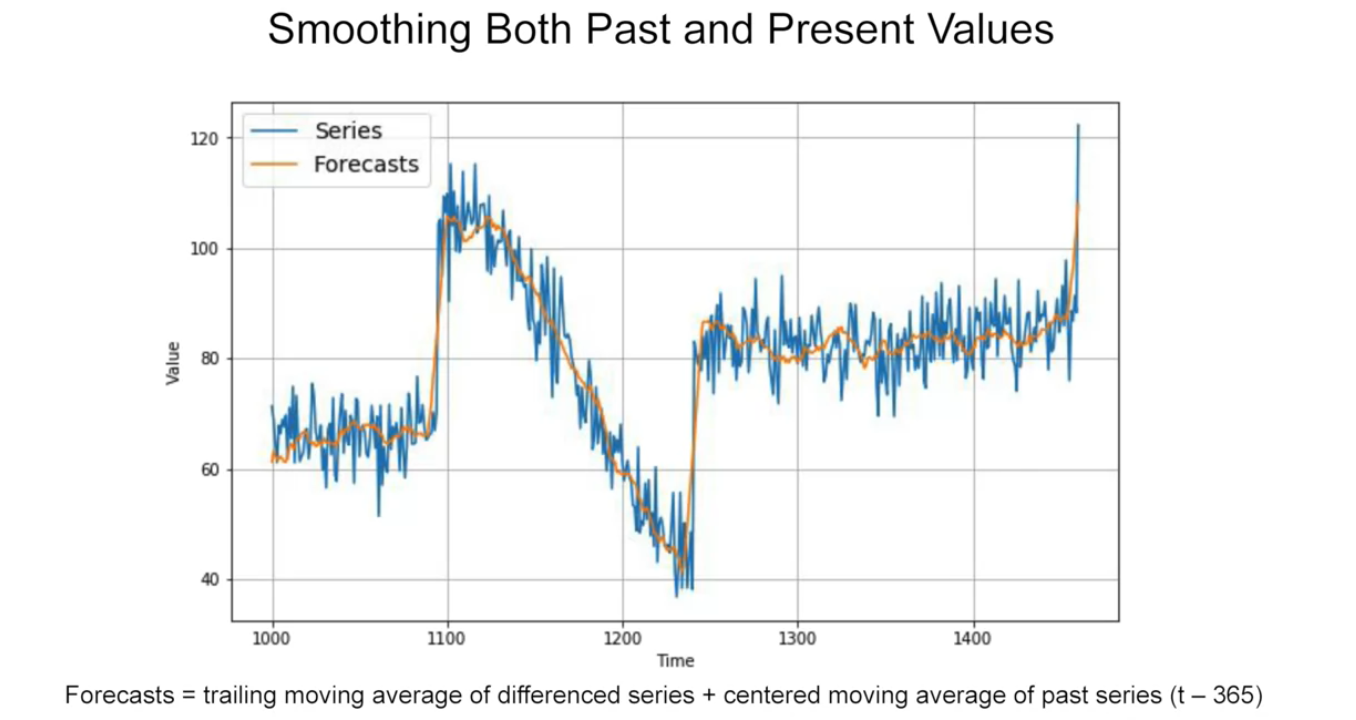 Smoothing Both Past and Present Values
Series
Forecasts
120
100
80
60
40
Value
1000 1100 1200 1300 1400
Time
Forecasts = trailing moving average of differenced series + centered moving average of past series (t – 365)